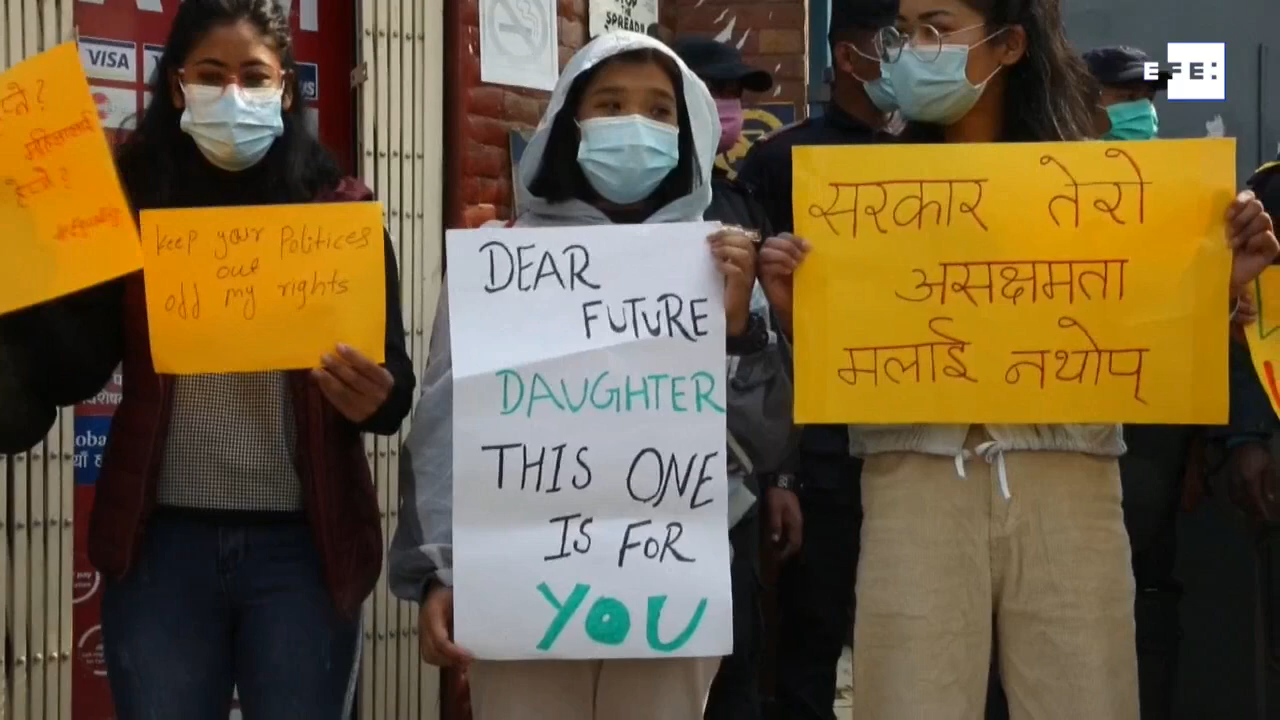 VISA
SPREAD!
EFE:
keep your Politices
out
odd my rights
DEAR
FUTURE
DAUGHTER
THIS ONE
IS FOR
YOU
सरकार तेरो
असक्षमता
मलाई नथोप्